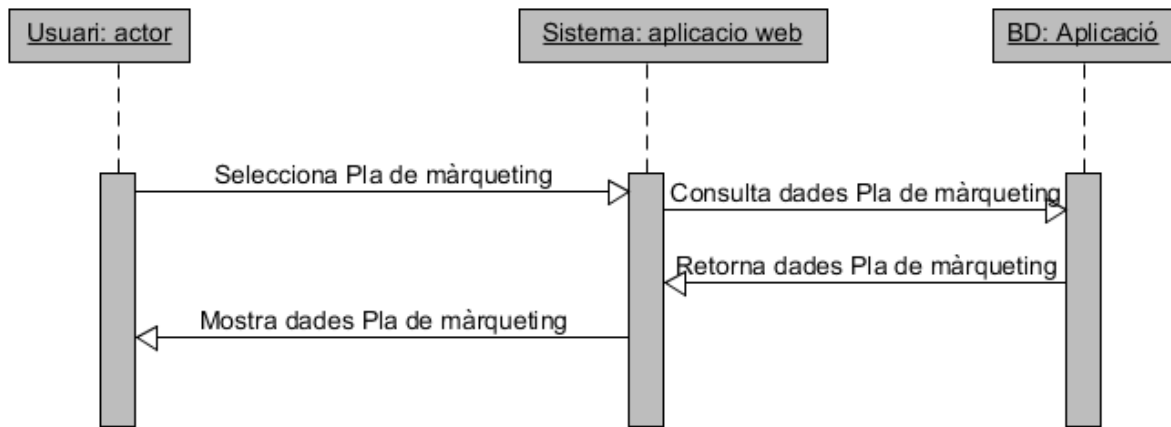 Usuari: actor
Sistema: aplicacio web
BD: Aplicació
Selecciona Pla de màrqueting
Consulta dades Pla de màrqueting
Retorna dades Pla de màrqueting
Mostra dades Pla de màrqueting